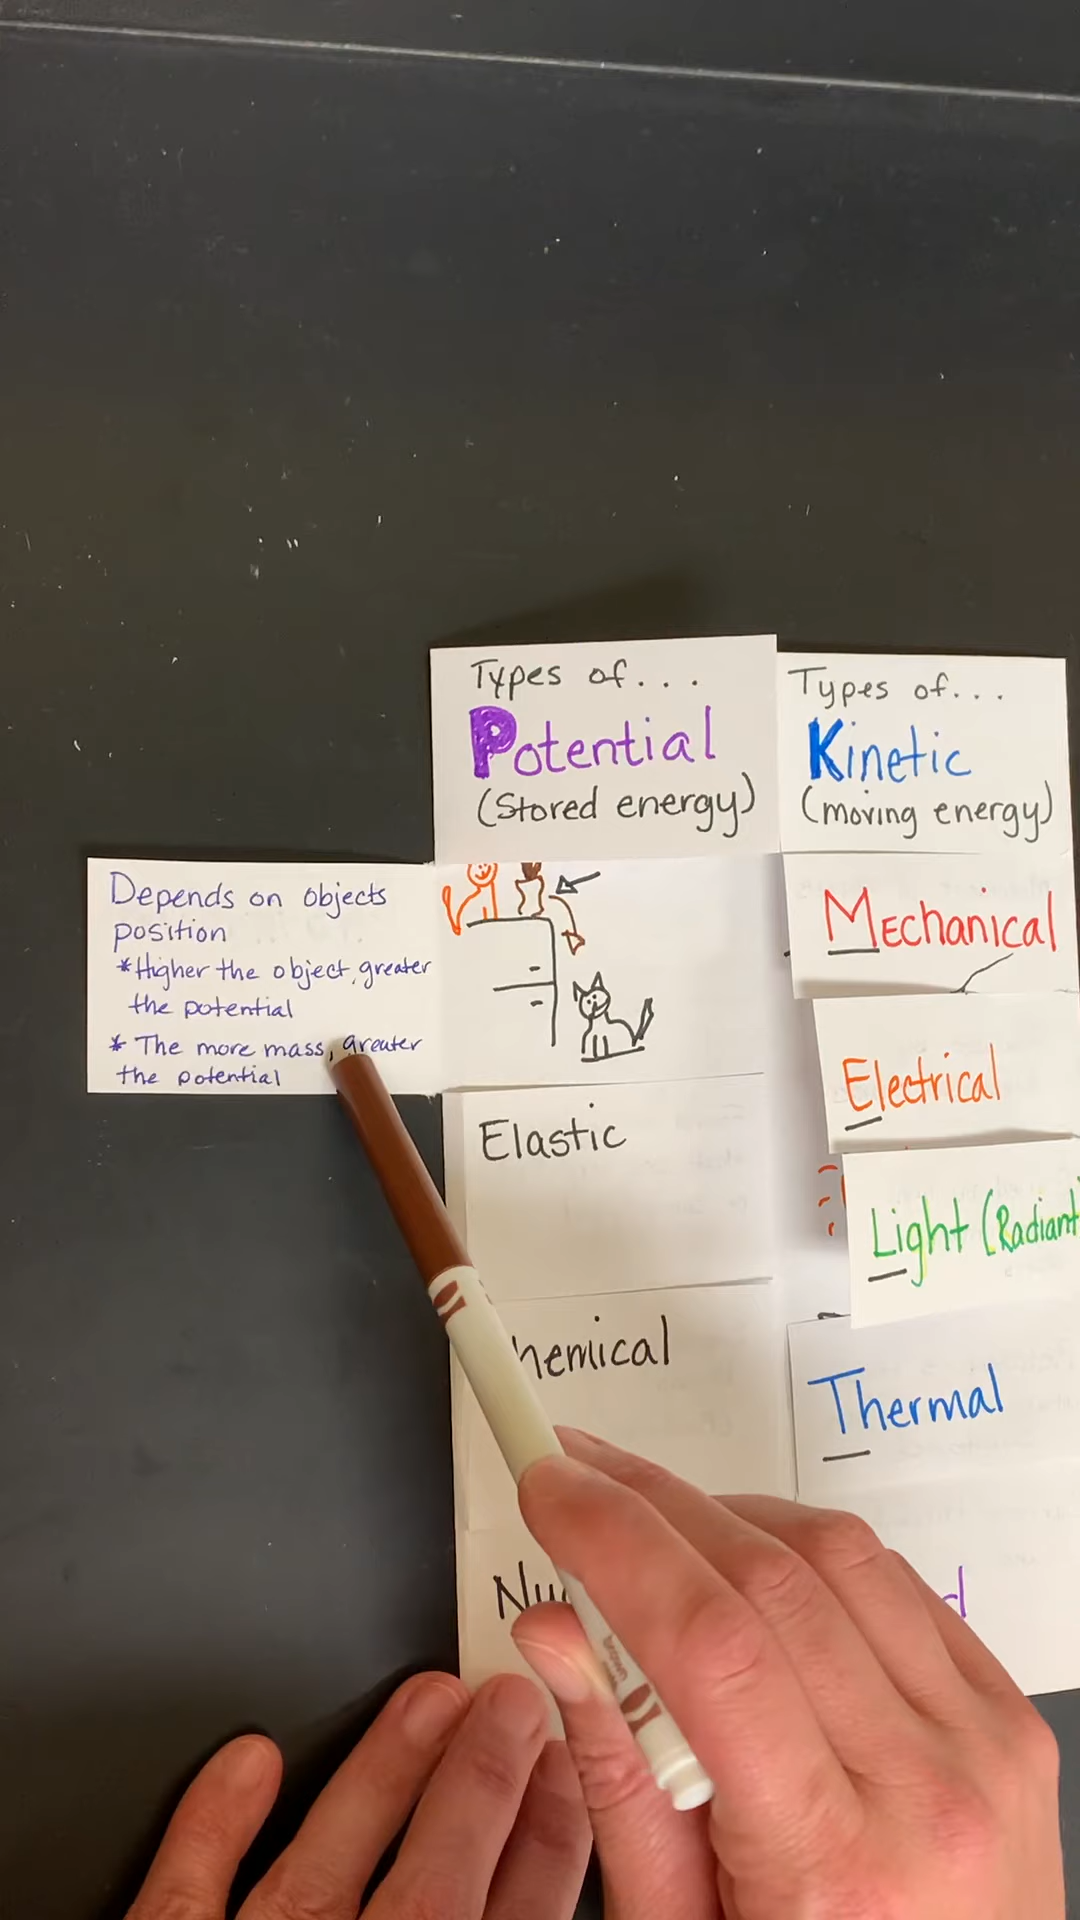 Types of...
Potential
(Stored energy)
Types of...
Kinetic
(moving energy)
Depends on objects
position
*Higher the object, greater
the potential
* The more mass, greater
the potential
Mechanical
Electrical
Light (Radiant
Thermal
Elastic